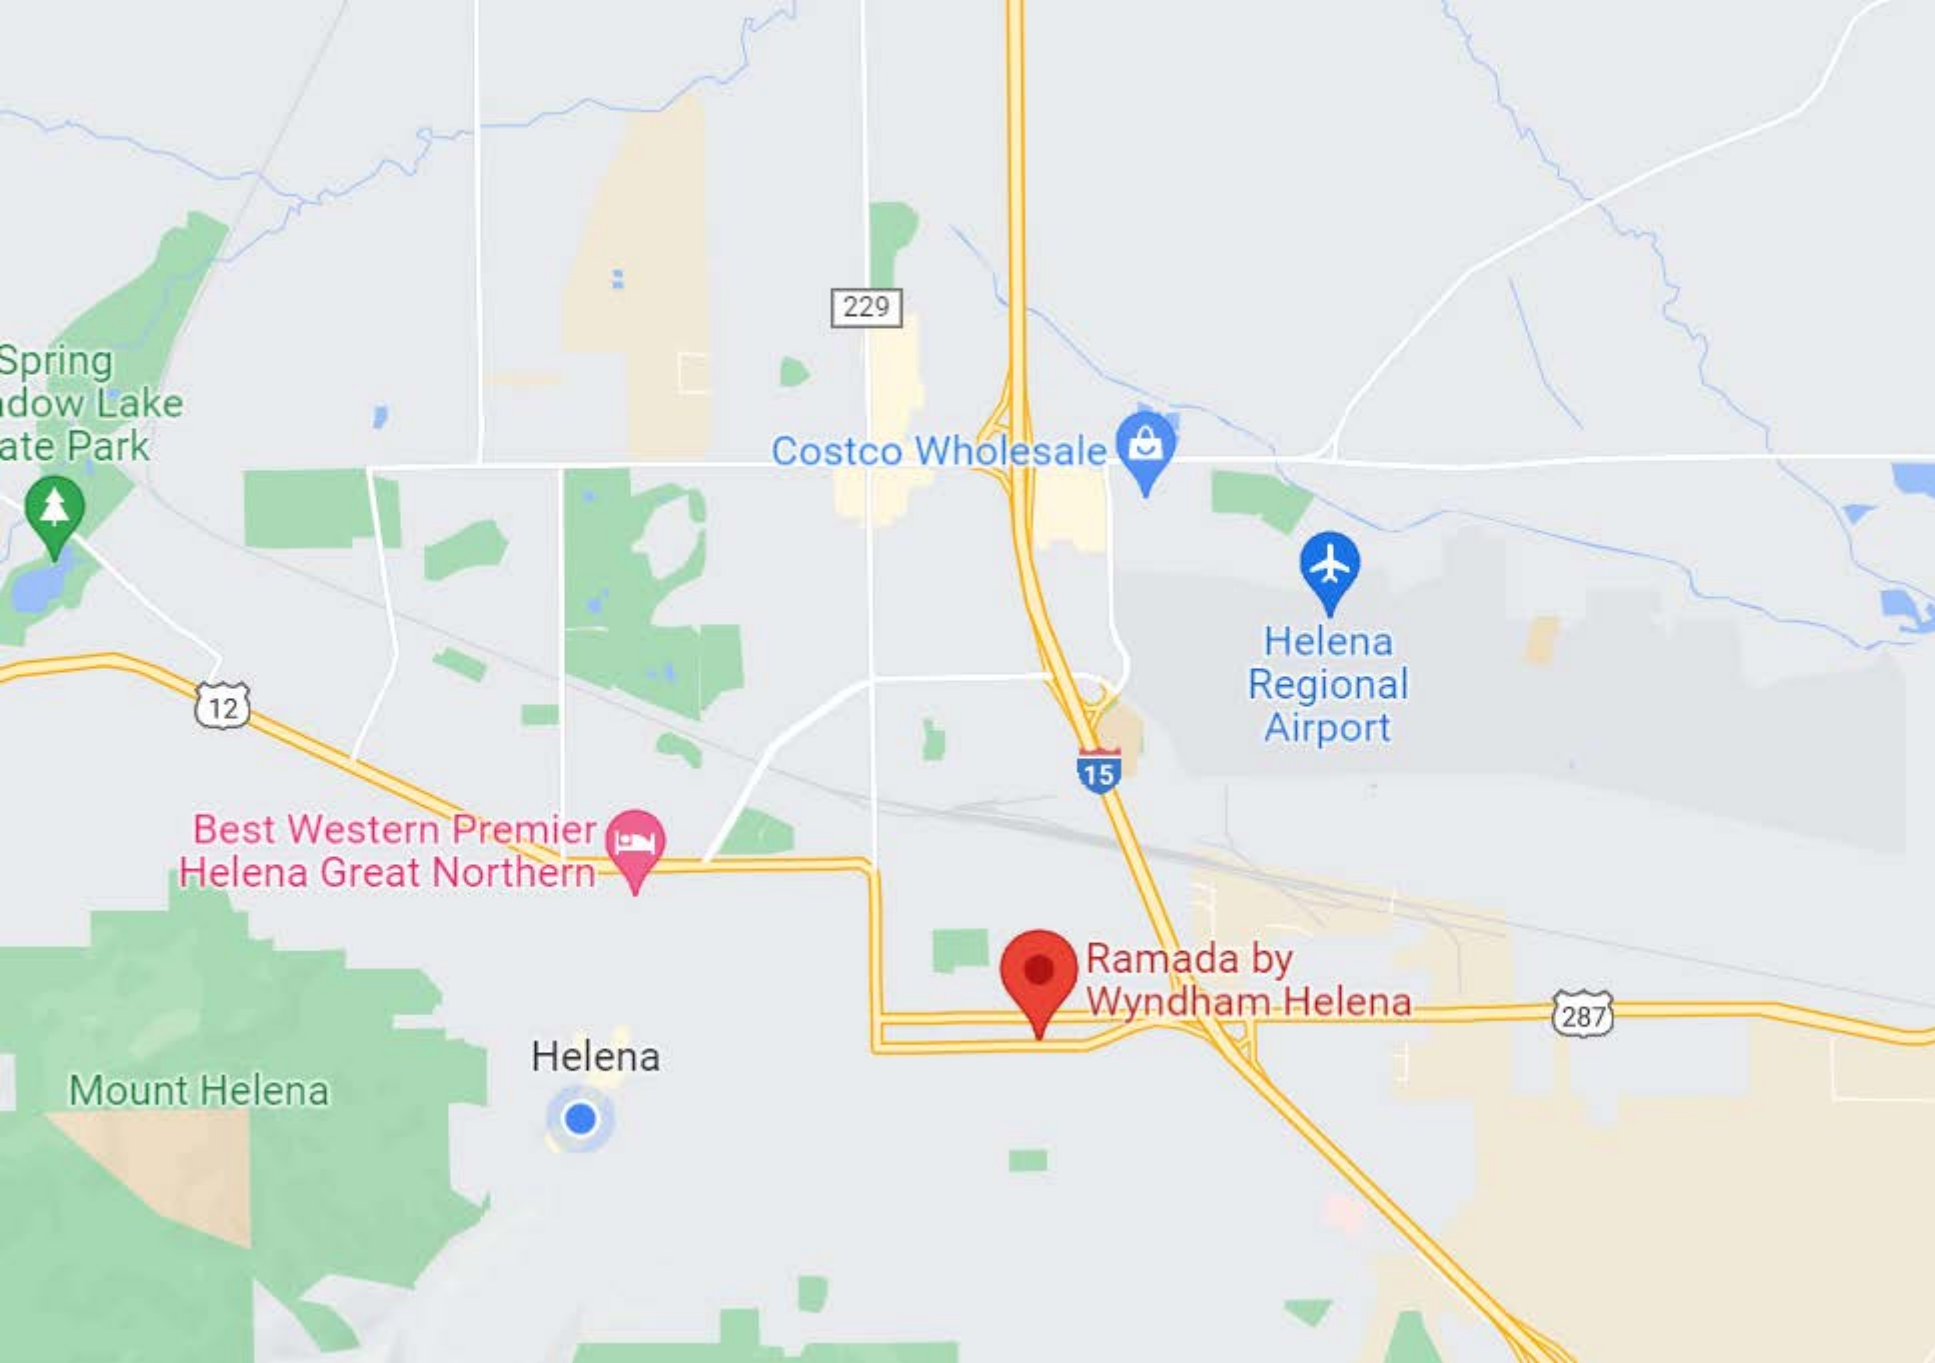 229
Spring
dow Lake
ate Park
Costco Wholesale
Helena
Regional
Airport
12
15
Best Western Premier
Helena Great Northern
Ramada by
Wyndham Helena
287
Helena
Mount Helena